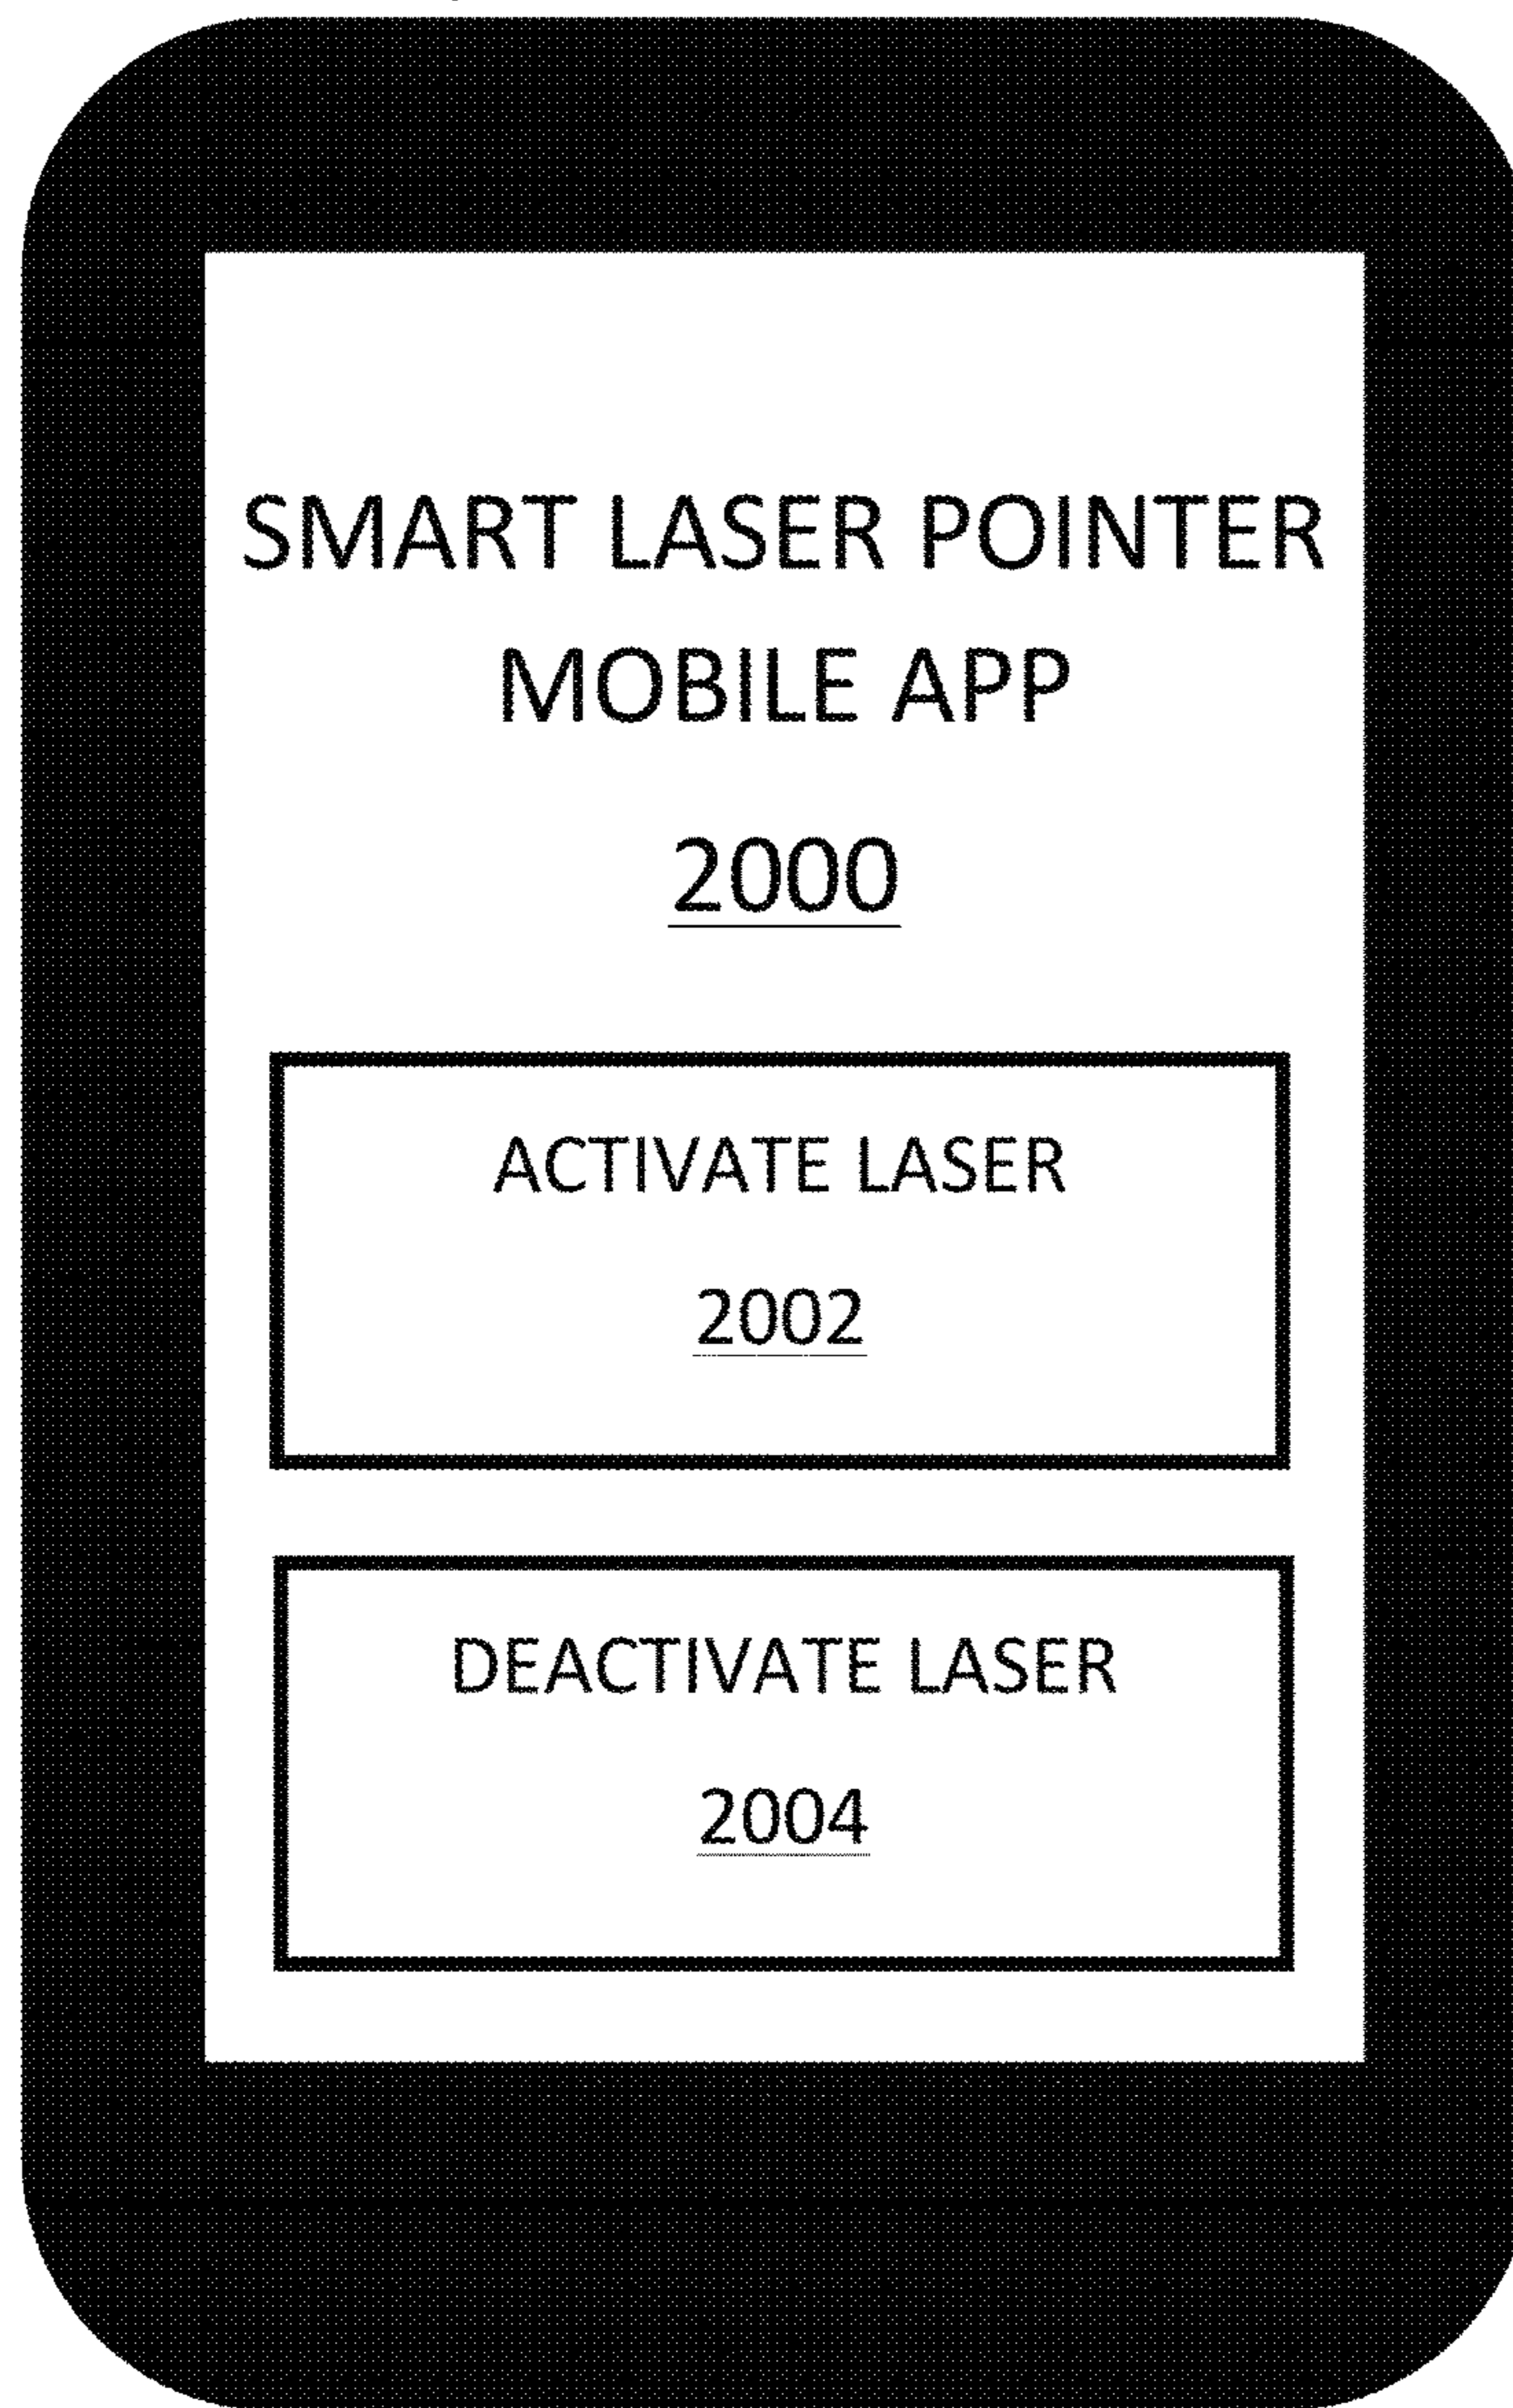 SMART LASER POINTER
MOBILE APP
2000
ACTIVATE LASER
2002
DEACTIVATE LASER
2004